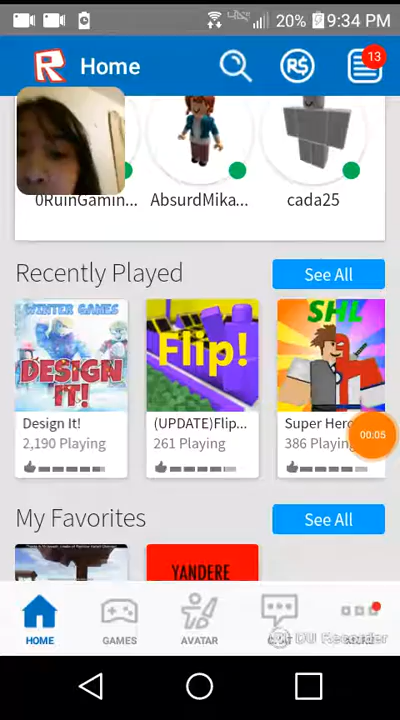 20% 9:34 PM
Home
R$
13
0RuinGamin... AbsurdMika... cada25
Recently Played See All
WINTER GAMES
DESIGN
IT!
Flip!
SHL
Design It! (UPDATE)Flip... Super Hero
2,190 Playing 261 Playing 386 Playing
00:05
My Favorites See All
YANDERE
HOME GAMES AVATAR
DU Recorder